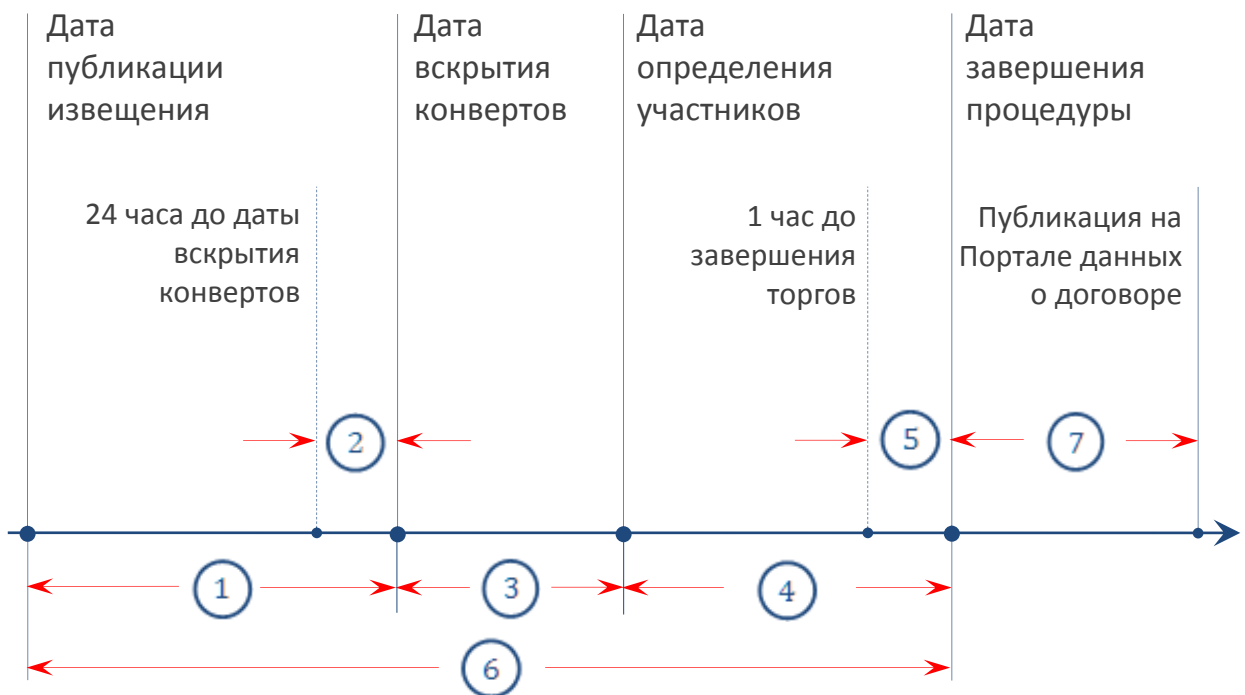 Дата
публикации
извещения
Дата
вскрытия
конвертов
Дата
определения
участников
Дата
завершения
процедуры
24 часа до даты
вскрытия
конвертов
1 час до
завершения
торгов
Публикация на
Портале данных
о договоре
2
5
7
1
3
4
6